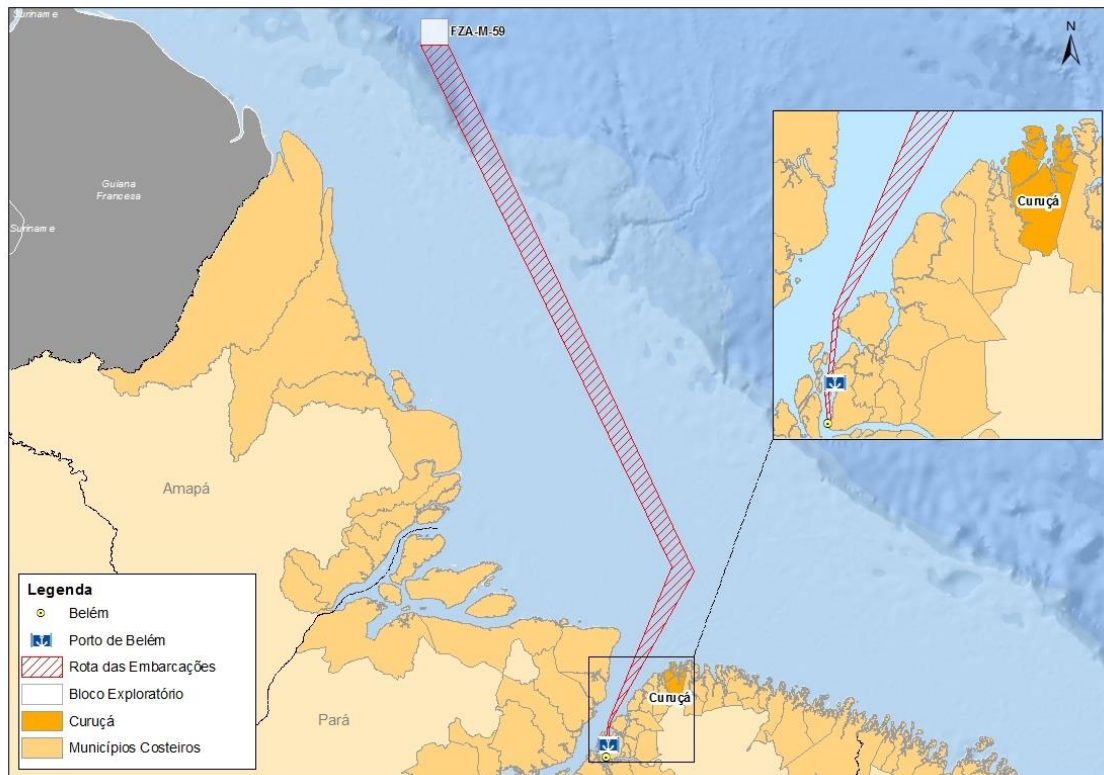 Suriname
FZA-M-59
N
Guiana
Francesa
Suriname
Curuçá
Amapá
Legenda
Belém
Porto de Belém
Rota das Embarcações
Bloco Exploratório
Curuçá
Municípios Costeiros
Pará
Curuçá